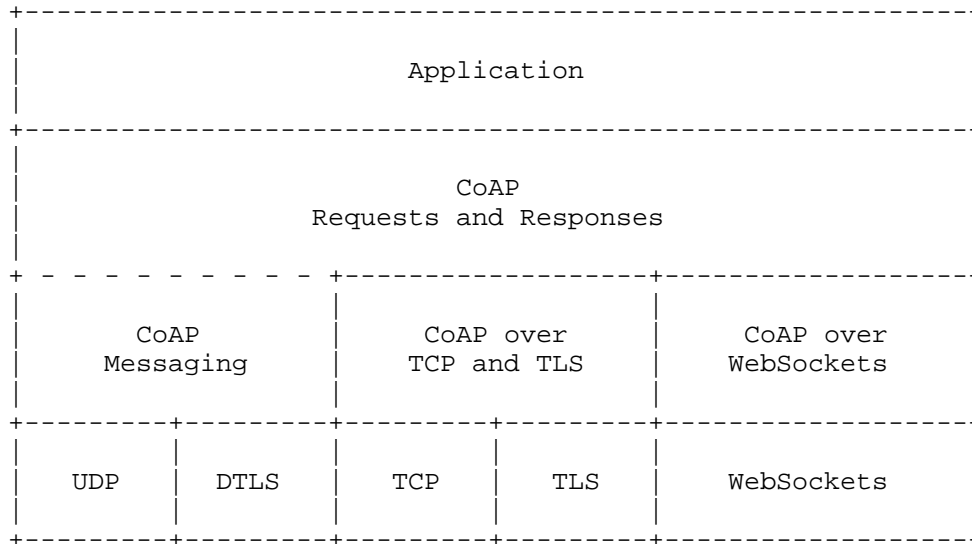 Application
CoAP
Requests and Responses
CoAP CoAP over CoAP over
Messaging TCP and TLS WebSockets
UDP DTLS TCP TLS WebSockets